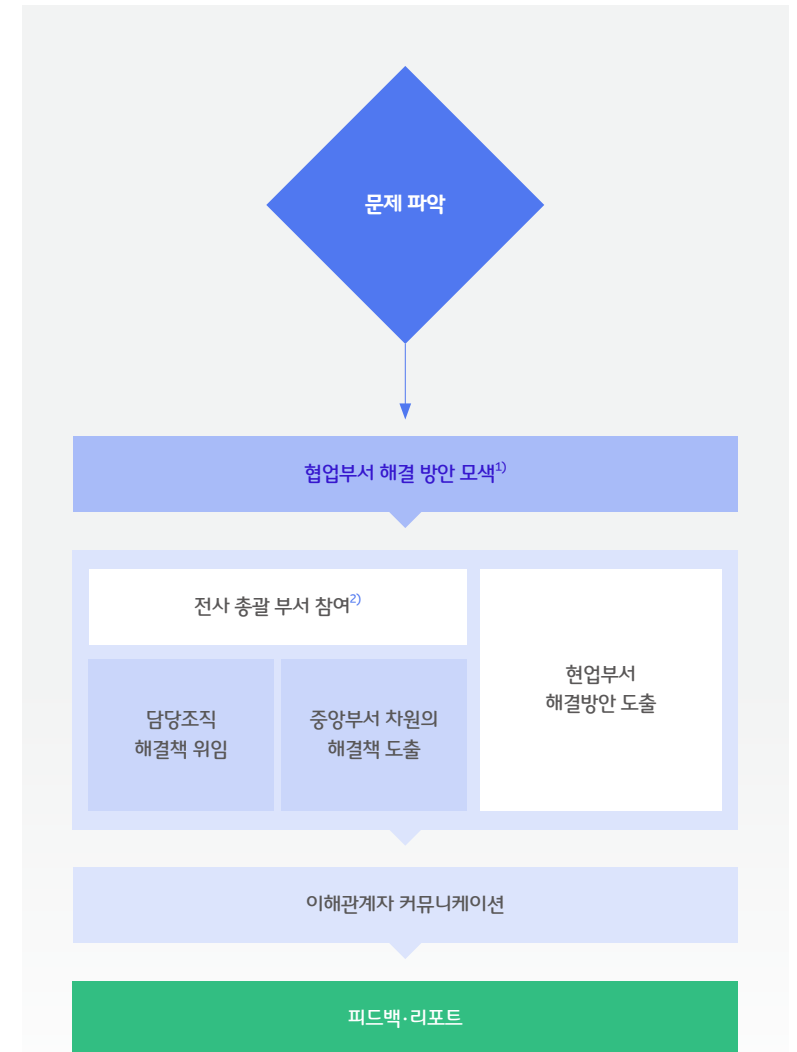 문제 파악
협업부서 해결 방안 모색1)
전사 총괄 부서 참여2)
담당조직
해결책 위임
중앙부서 차원의
해결책 도출
현업부서
해결방안 도출
이해관계자 커뮤니케이션
피드백·리포트